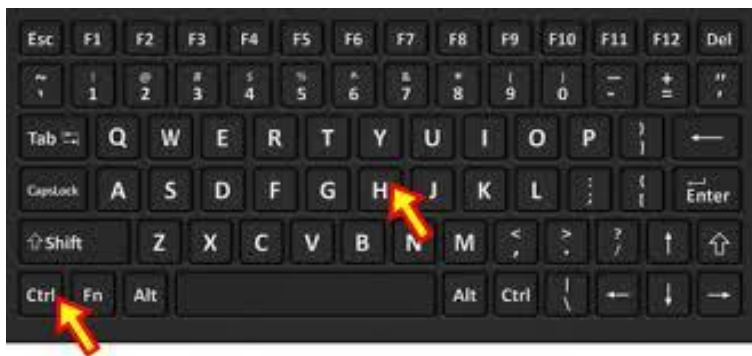 Esc F1 F2 F3 F4 F5 F6 F7 F8 F9 F10 F11 F12 Del
~ ! @ # $ % ^ & * ( ) _ + "
` 1 2 3 4 5 6 7 8 9 0 - = '
Tab Q W E R T Y U I O P } ] ←
CapsLock A S D F G H J K L : ; { [ Enter
⇧ Shift Z X C V B N M < , > . ? / ↑ ⇧
Ctrl Fn Alt Alt Ctrl | \ ← ↓ →